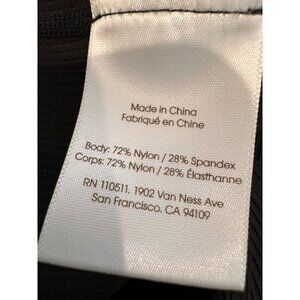 Made in China
Fabriqué en Chine
Body: 72% Nylon / 28% Spandex
Corps: 72% Nylon / 28% Élasthanne
RN 110511, 1902 Van Ness Ave
San Francisco, CA 94109